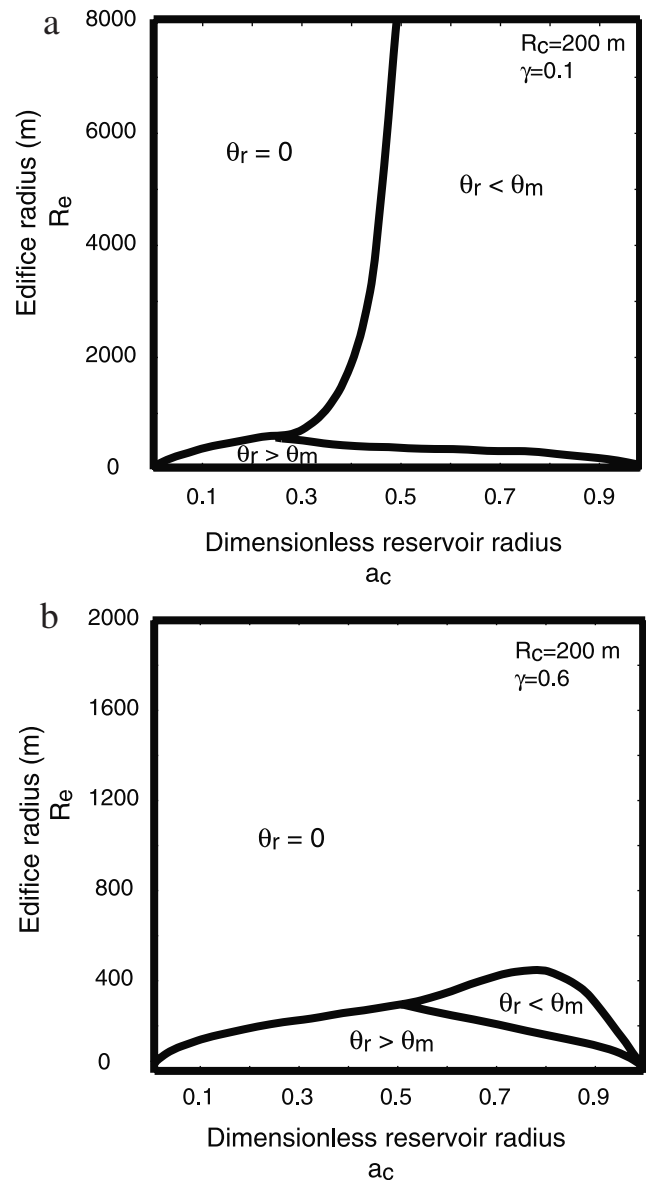 a
8000
6000
4000
2000
0
Edifice radius (m)
Re
Rc=200 m
γ=0.1
θr = 0
θr < θm
θr > θm
0.1 0.3 0.5 0.7 0.9
Dimensionless reservoir radius
ac
b
2000
1600
1200
800
400
0
Edifice radius (m)
Re
Rc=200 m
γ=0.6
θr = 0
θr < θm
θr > θm
0.1 0.3 0.5 0.7 0.9
Dimensionless reservoir radius
ac